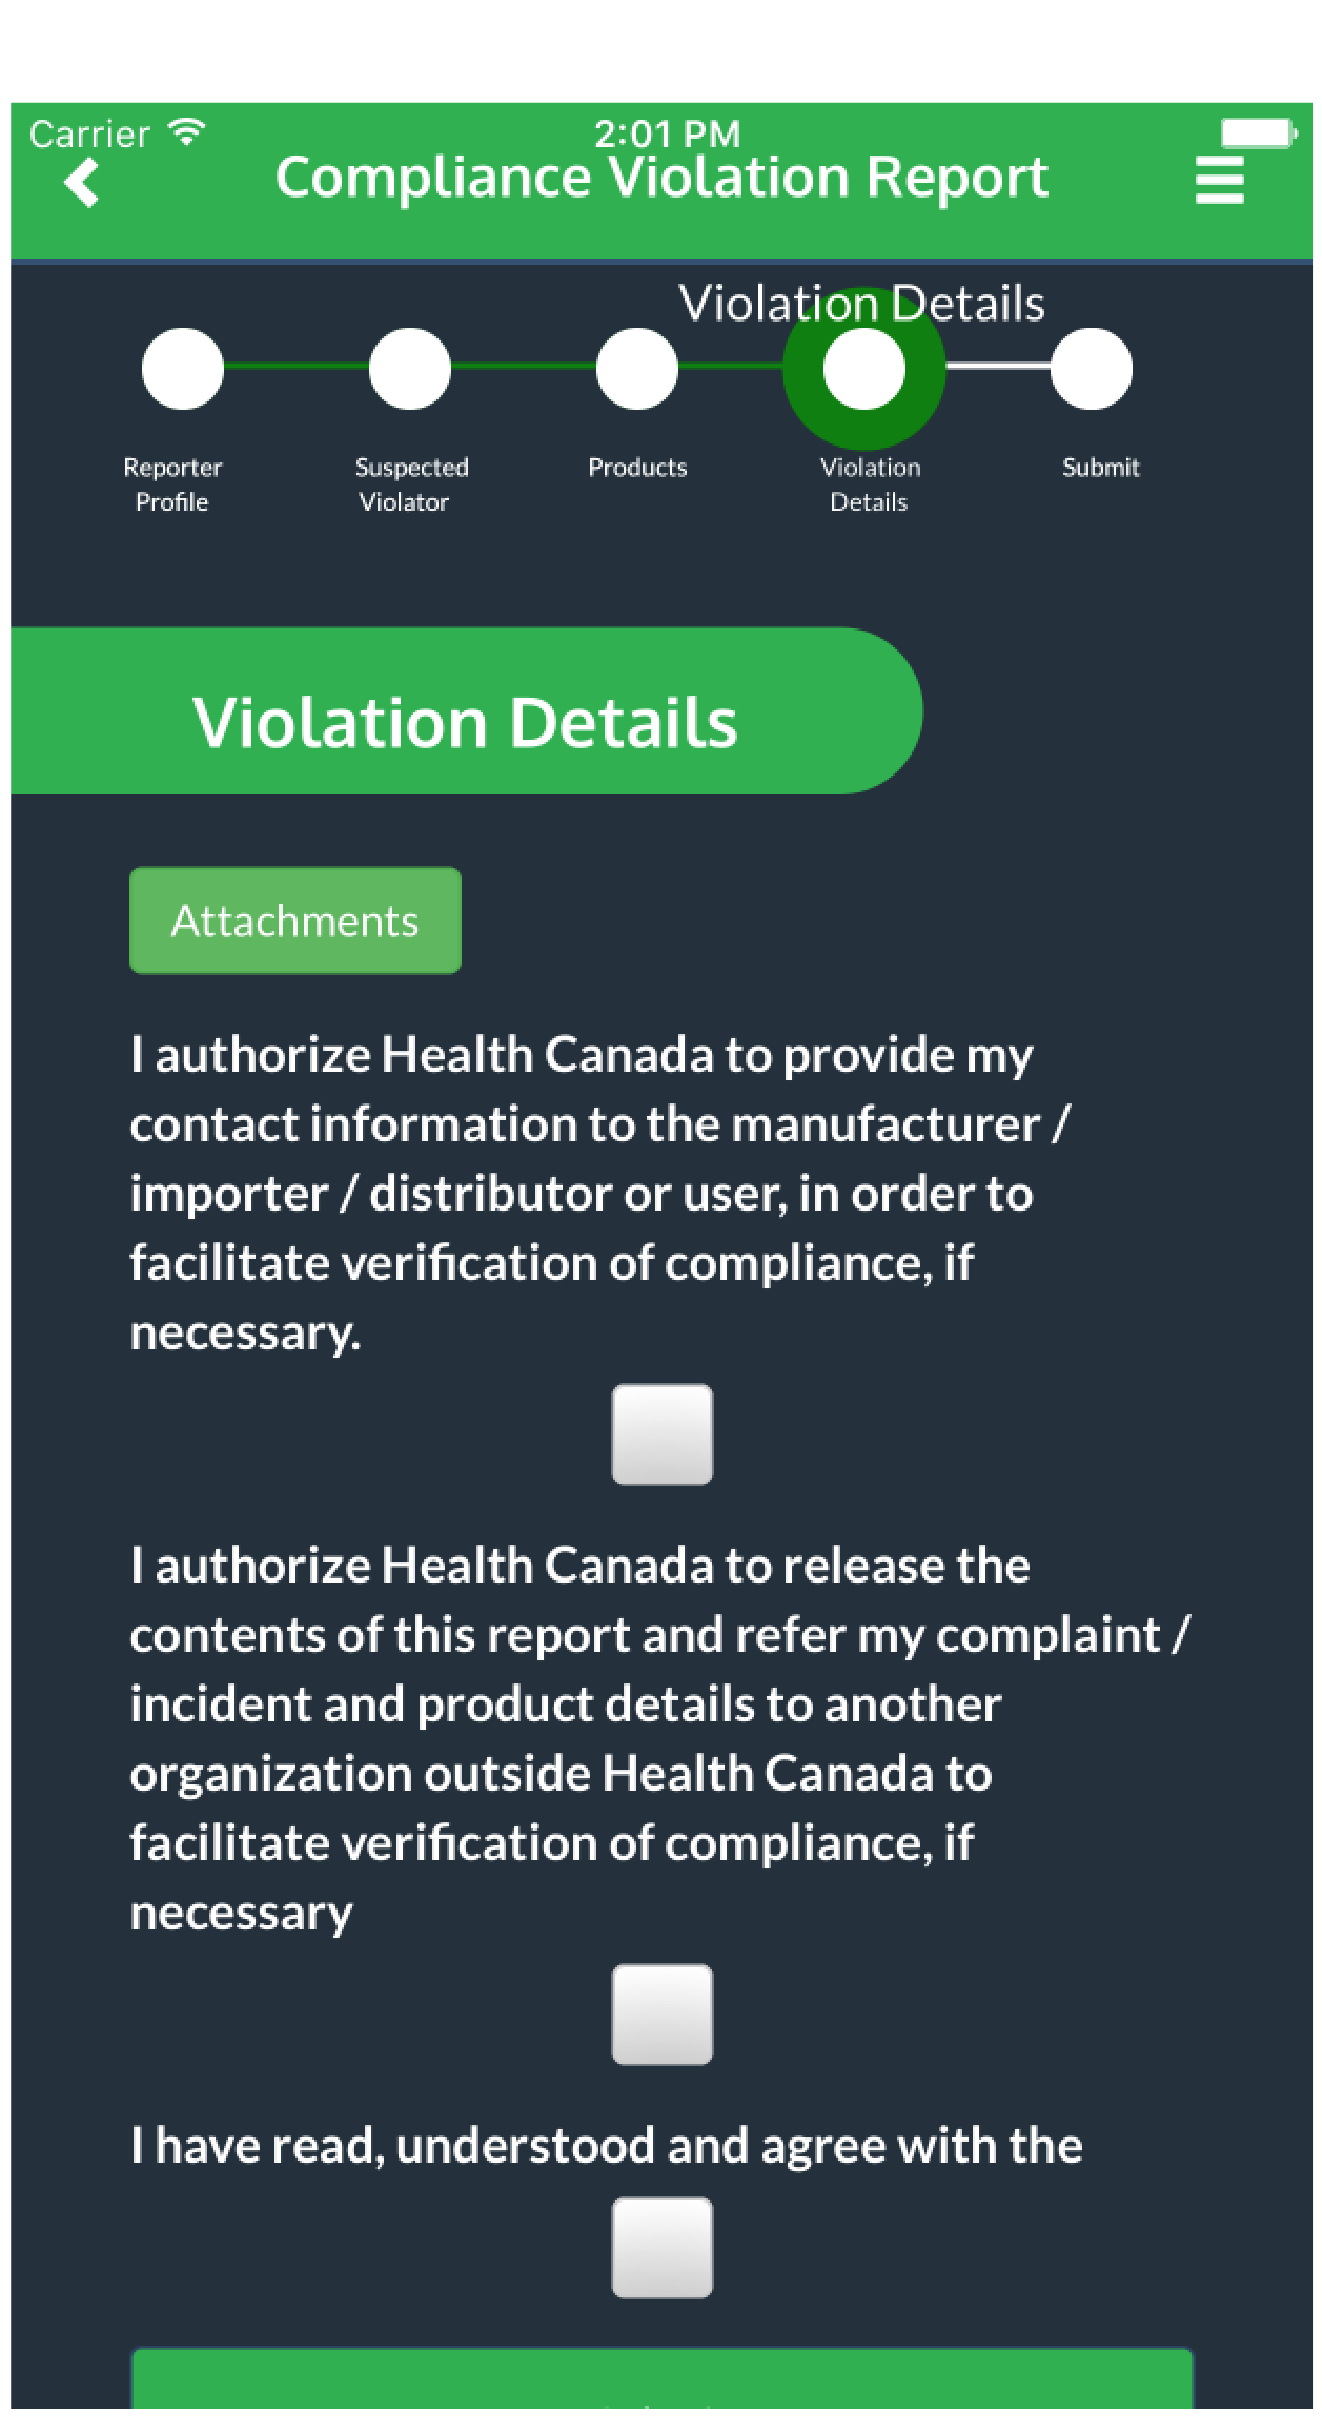 Carrier 2:01 PM
Compliance Violation Report
Violation Details
Reporter Profile
Suspected Violator
Products
Violation Details
Submit
Violation Details
Attachments
I authorize Health Canada to provide my
contact information to the manufacturer /
importer / distributor or user, in order to
facilitate verification of compliance, if
necessary.
I authorize Health Canada to release the
contents of this report and refer my complaint /
incident and product details to another
organization outside Health Canada to
facilitate verification of compliance, if
necessary
I have read, understood and agree with the